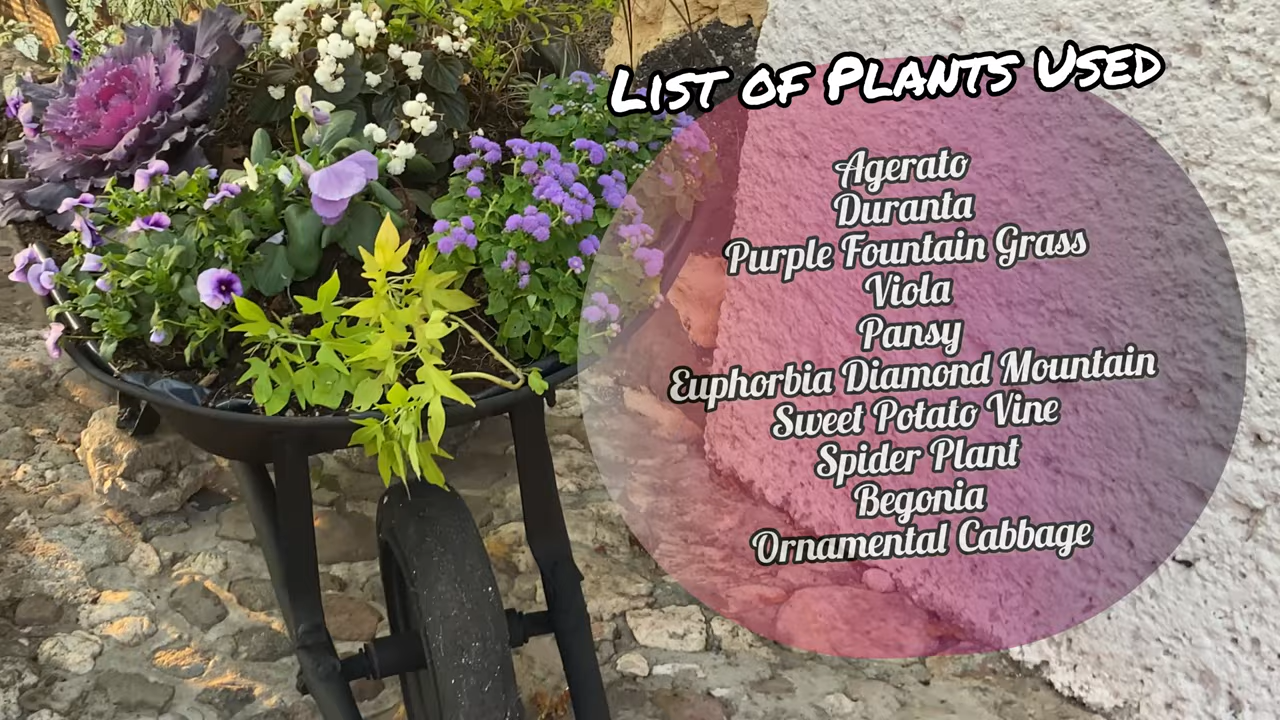 List of Plants Used
Agerato
Duranta
Purple Fountain Grass
Viola
Pansy
Euphorbia Diamond Mountain
Sweet Potato Vine
Spider Plant
Begonia
Ornamental Cabbage